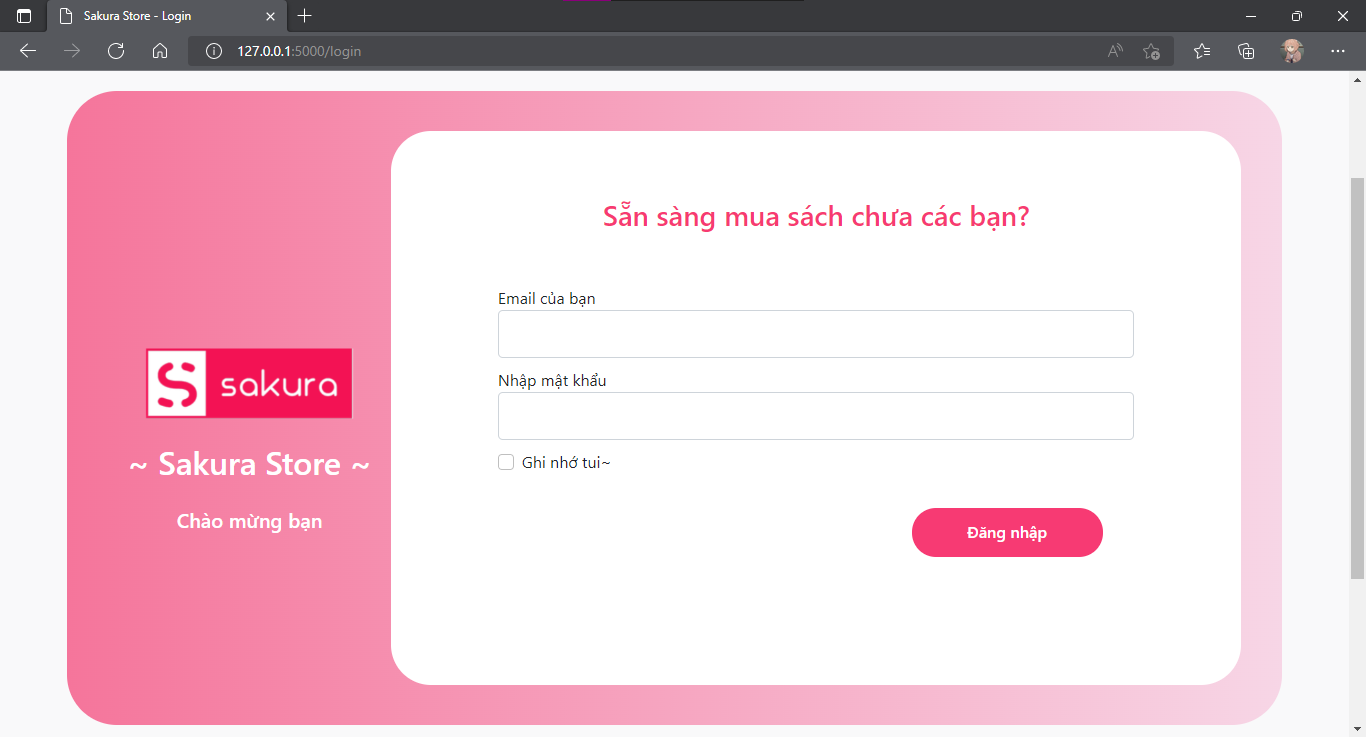 Sakura Store - Login
127.0.0.1:5000/login
Sẵn sàng mua sách chưa các bạn?
Email của bạn
Nhập mật khẩu
Ghi nhớ tui~
Đăng nhập
sakura
~ Sakura Store ~
Chào mừng bạn